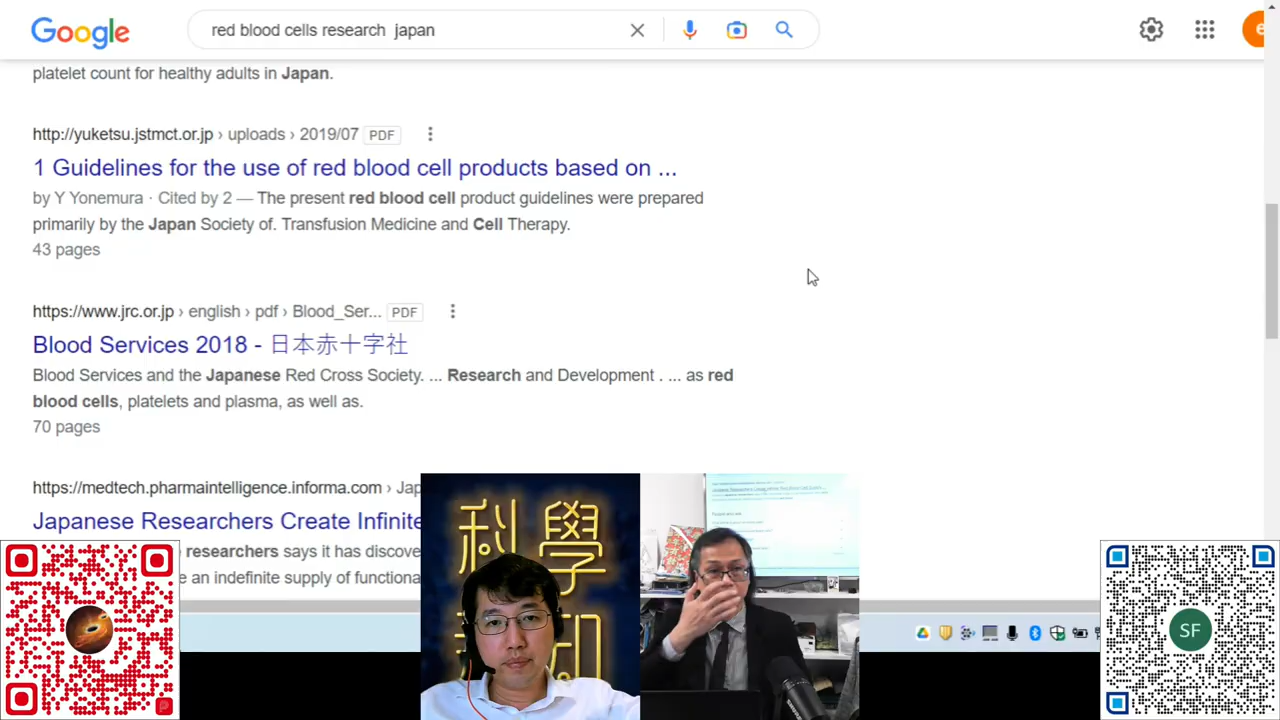 Google
red blood cells research japan
platelet count for healthy adults in Japan.
http://yuketsu.jstmct.or.jp › uploads › 2019/07 PDF
1 Guidelines for the use of red blood cell products based on ...
by Y Yonemura · Cited by 2 — The present red blood cell product guidelines were prepared
primarily by the Japan Society of. Transfusion Medicine and Cell Therapy.
43 pages
https://www.jrc.or.jp › english › pdf › Blood_Ser... PDF
Blood Services 2018 - 日本赤十字社
Blood Services and the Japanese Red Cross Society. ... Research and Development . ... as red
blood cells, platelets and plasma, as well as.
70 pages
https://medtech.pharmaintelligence.informa.com › Jap
Japanese Researchers Create Infinite
researchers says it has discove
e an indefinite supply of functiona
科學
SF